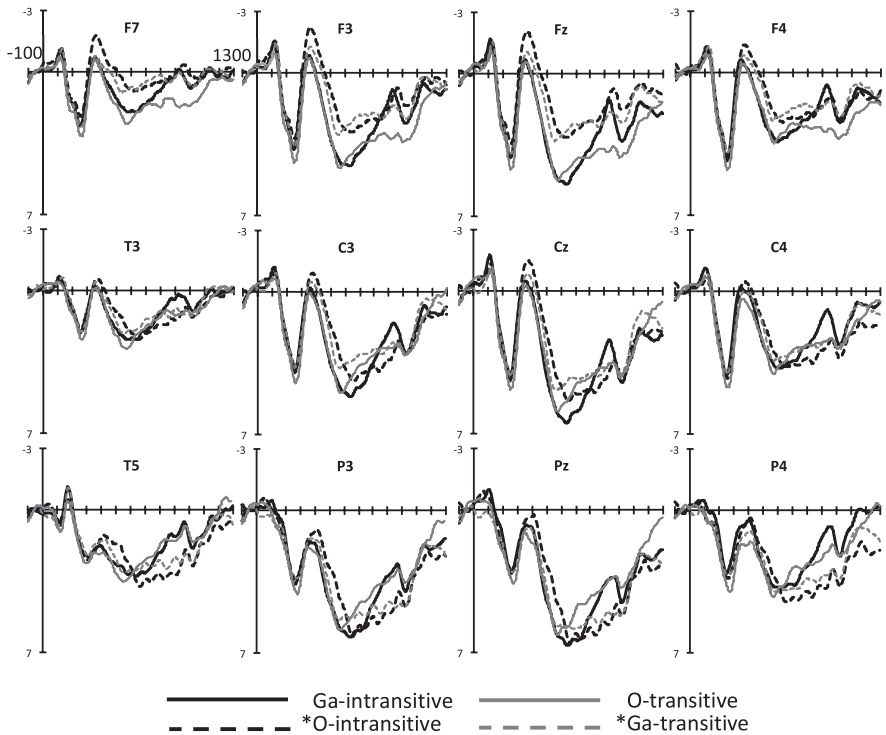 -3 -3 -3 -3
F7 F3 Fz F4
-100 1300
7 7 7 7
-3 -3 -3 -3
T3 C3 Cz C4
7 7 7 7
-3 -3 -3 -3
T5 P3 Pz P4
7 7 7 7
Ga-intransitive O-transitive
*O-intransitive *Ga-transitive